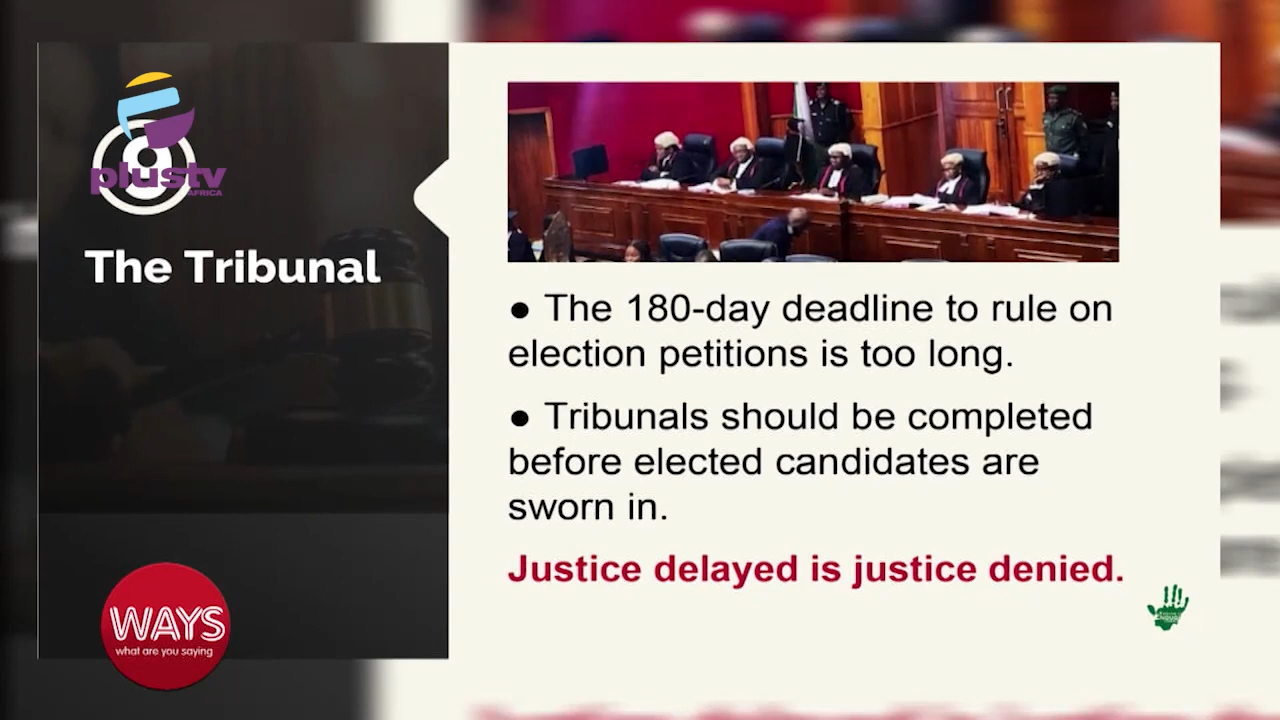 plustv
AFRICA
The Tribunal
● The 180-day deadline to rule on
election petitions is too long.
● Tribunals should be completed
before elected candidates are
sworn in.
Justice delayed is justice denied.
WAYS
what are you saying